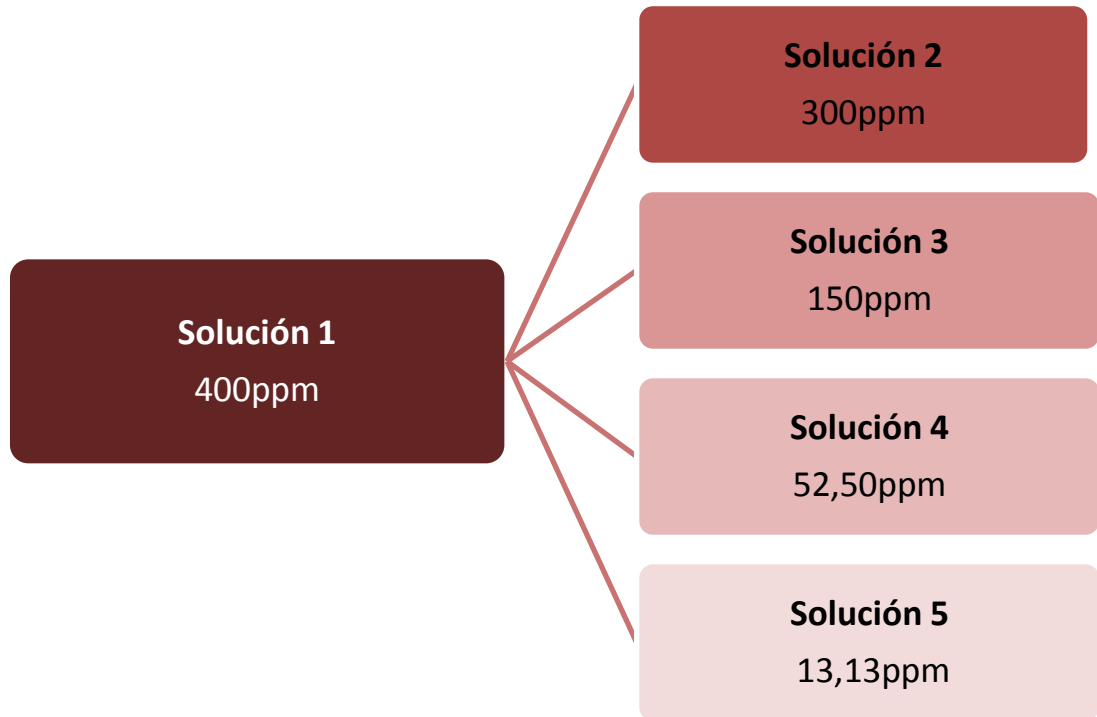 Solución 1
400ppm
Solución 2
300ppm
Solución 3
150ppm
Solución 4
52,50ppm
Solución 5
13,13ppm